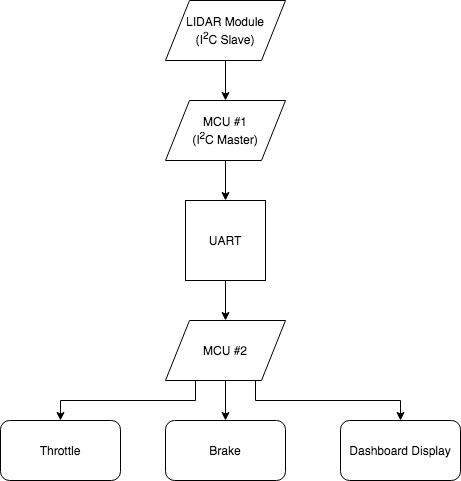 LIDAR Module
(I²C Slave)
MCU #1
(I²C Master)
UART
MCU #2
Throttle
Brake
Dashboard Display